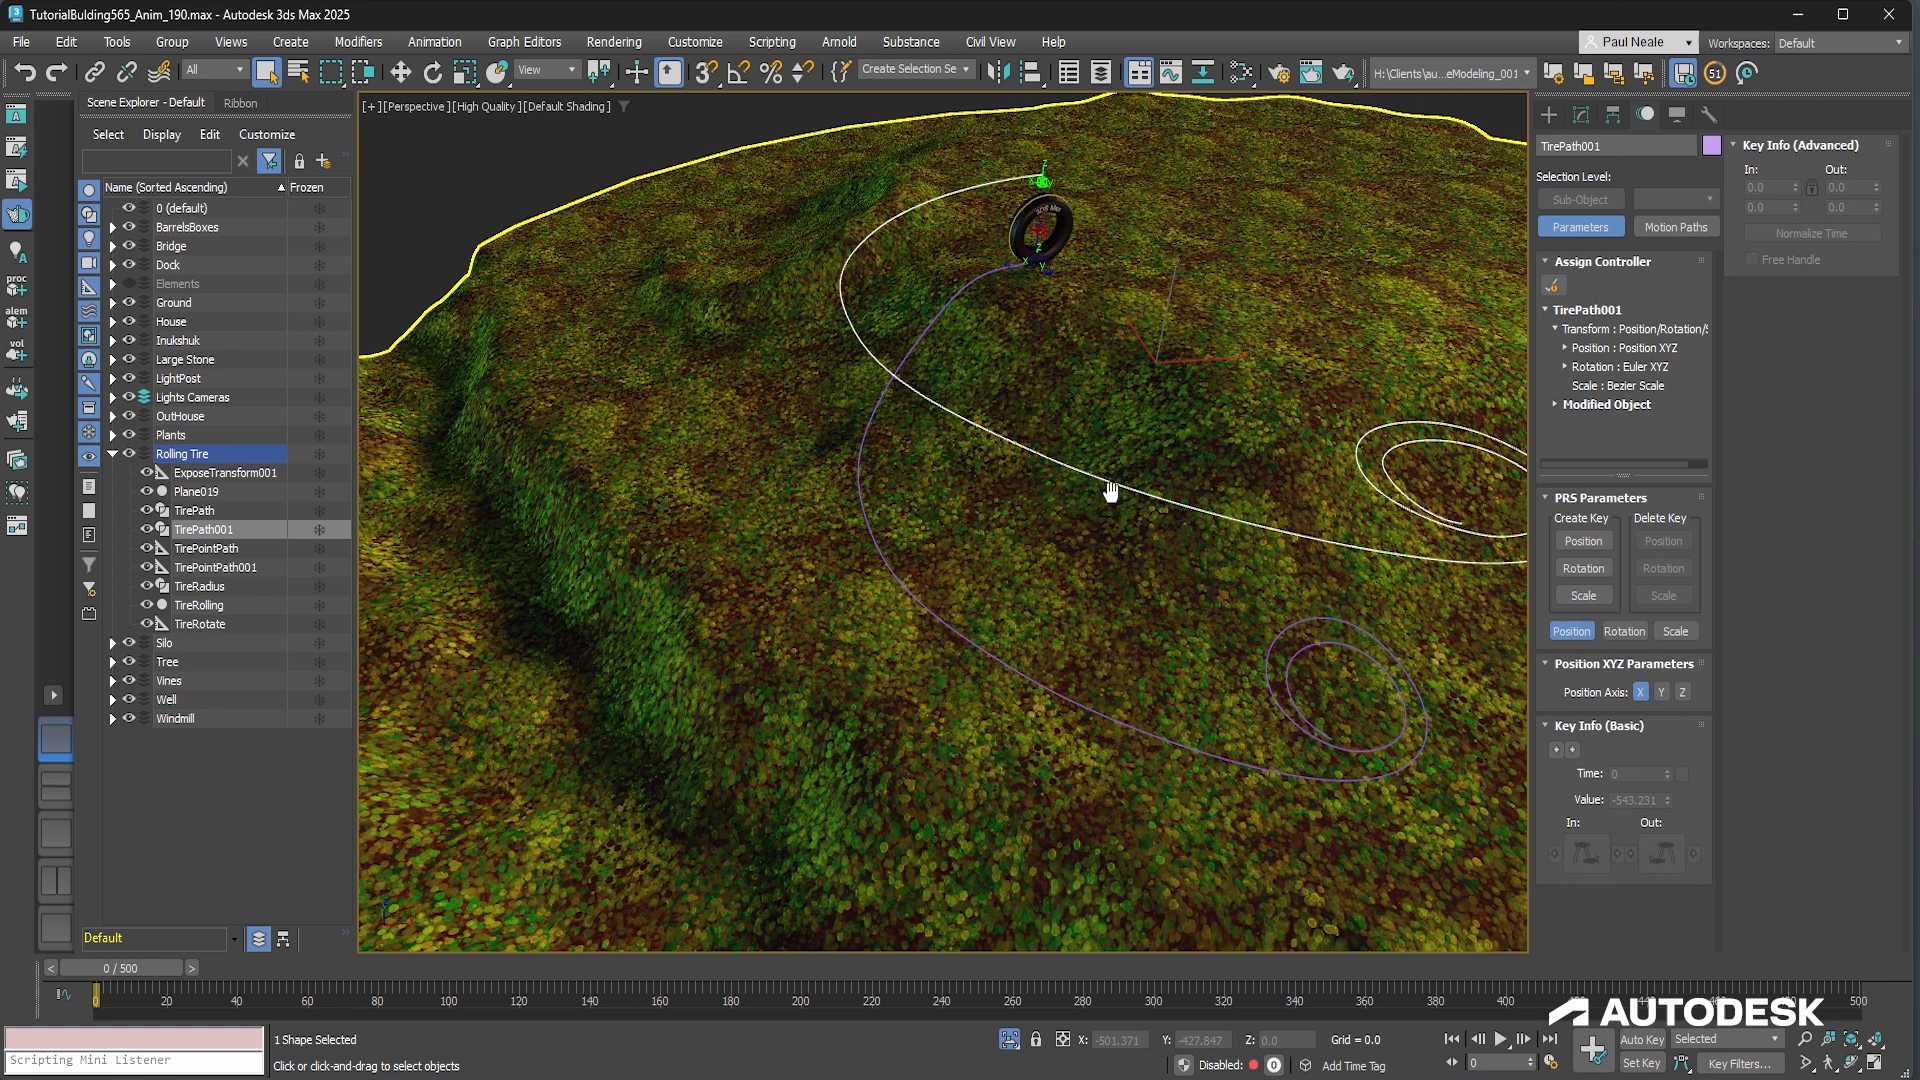 TutorialBulding565_Anim_190.max - Autodesk 3ds Max 2025
File Edit Tools Group Views Create Modifiers Animation Graph Editors Rendering Customize Scripting Arnold Substance Civil View Help
Paul Neale Workspaces: Default
All View Create Selection Se H:\Clients\au...eModeling_001 51
Scene Explorer - Default Ribbon
Select Display Edit Customize
Name (Sorted Ascending) Frozen
0 (default)
BarrelsBoxes
Bridge
Dock
Elements
Ground
House
Inukshuk
Large Stone
LightPost
Lights Cameras
OutHouse
Plants
Rolling Tire
ExposeTransform001
Plane019
TirePath
TirePath001
TirePointPath
TirePointPath001
TireRadius
TireRolling
TireRotate
Silo
Tree
Vines
Well
Windmill
Default
proc
alem
vol
[+][Perspective][High Quality][Default Shading]
TirePath001
Selection Level:
Sub-Object
Parameters Motion Paths
Assign Controller
TirePath001
Transform : Position/Rotation/S
Position : Position XYZ
Rotation : Euler XYZ
Scale : Bezier Scale
Modified Object
PRS Parameters
Create Key Delete Key
Position Position
Rotation Rotation
Scale Scale
Position Rotation Scale
Position XYZ Parameters
Position Axis: X Y Z
Key Info (Basic)
Time: 0
Value: -543.231
In: Out:
Key Info (Advanced)
In: Out:
0.0 0.0
0.0 0.0
Normalize Time
Free Handle
< 0 / 500 >
0 20 40 60 80 100 120 140 160 180 200 220 240 260 280 300 320 340 360 380 400 500
AUTODESK
1 Shape Selected
Click or click-and-drag to select objects
Scripting Mini Listener
X: -501.371 Y: -427.847 Z: 0.0 Grid = 0.0
Disabled: 0 Add Time Tag
0
Auto Key Selected
Set Key Key Filters...